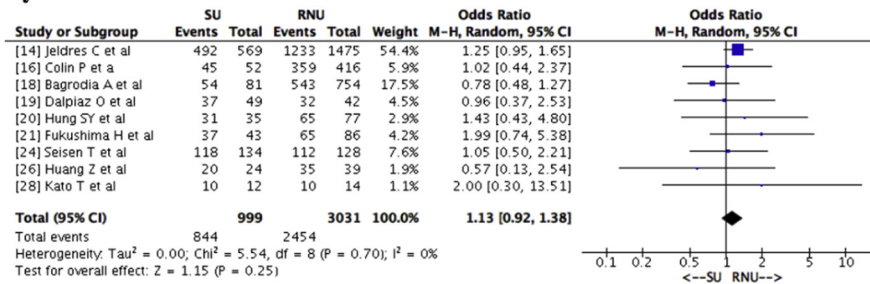 SU RNU Odds Ratio Odds Ratio
Study or Subgroup Events Total Events Total Weight M-H, Random, 95% CI M-H, Random, 95% CI
[14] Jeldres C et al 492 569 1233 1475 54.4% 1.25 [0.95, 1.65]
[16] Colin P et a 45 52 359 416 5.9% 1.02 [0.44, 2.37]
[18] Bagrodia A et al 54 81 543 754 17.5% 0.78 [0.48, 1.27]
[19] Dalpiaz O et al 37 49 32 42 4.5% 0.96 [0.37, 2.53]
[20] Hung SY et al 31 35 65 77 2.7% 1.43 [0.43, 4.80]
[21] Fukushima H et al 37 43 65 86 4.2% 1.99 [0.74, 5.38]
[24] Seisen T et al 118 134 112 128 7.6% 1.05 [0.50, 2.21]
[26] Huang Z et al 20 24 35 39 1.9% 0.57 [0.13, 2.54]
[28] Kato T et al 10 12 10 14 1.1% 2.00 [0.30, 13.51]
Total (95% CI) 999 3031 100.0% 1.13 [0.92, 1.38]
Total events 844 2454
Heterogeneity: Tau² = 0.00; Chi² = 5.54, df = 8 (P = 0.70); I² = 0%
Test for overall effect: Z = 1.15 (P = 0.25)
0.1 0.2 0.5 1 2 5 10
<--SU RNU-->